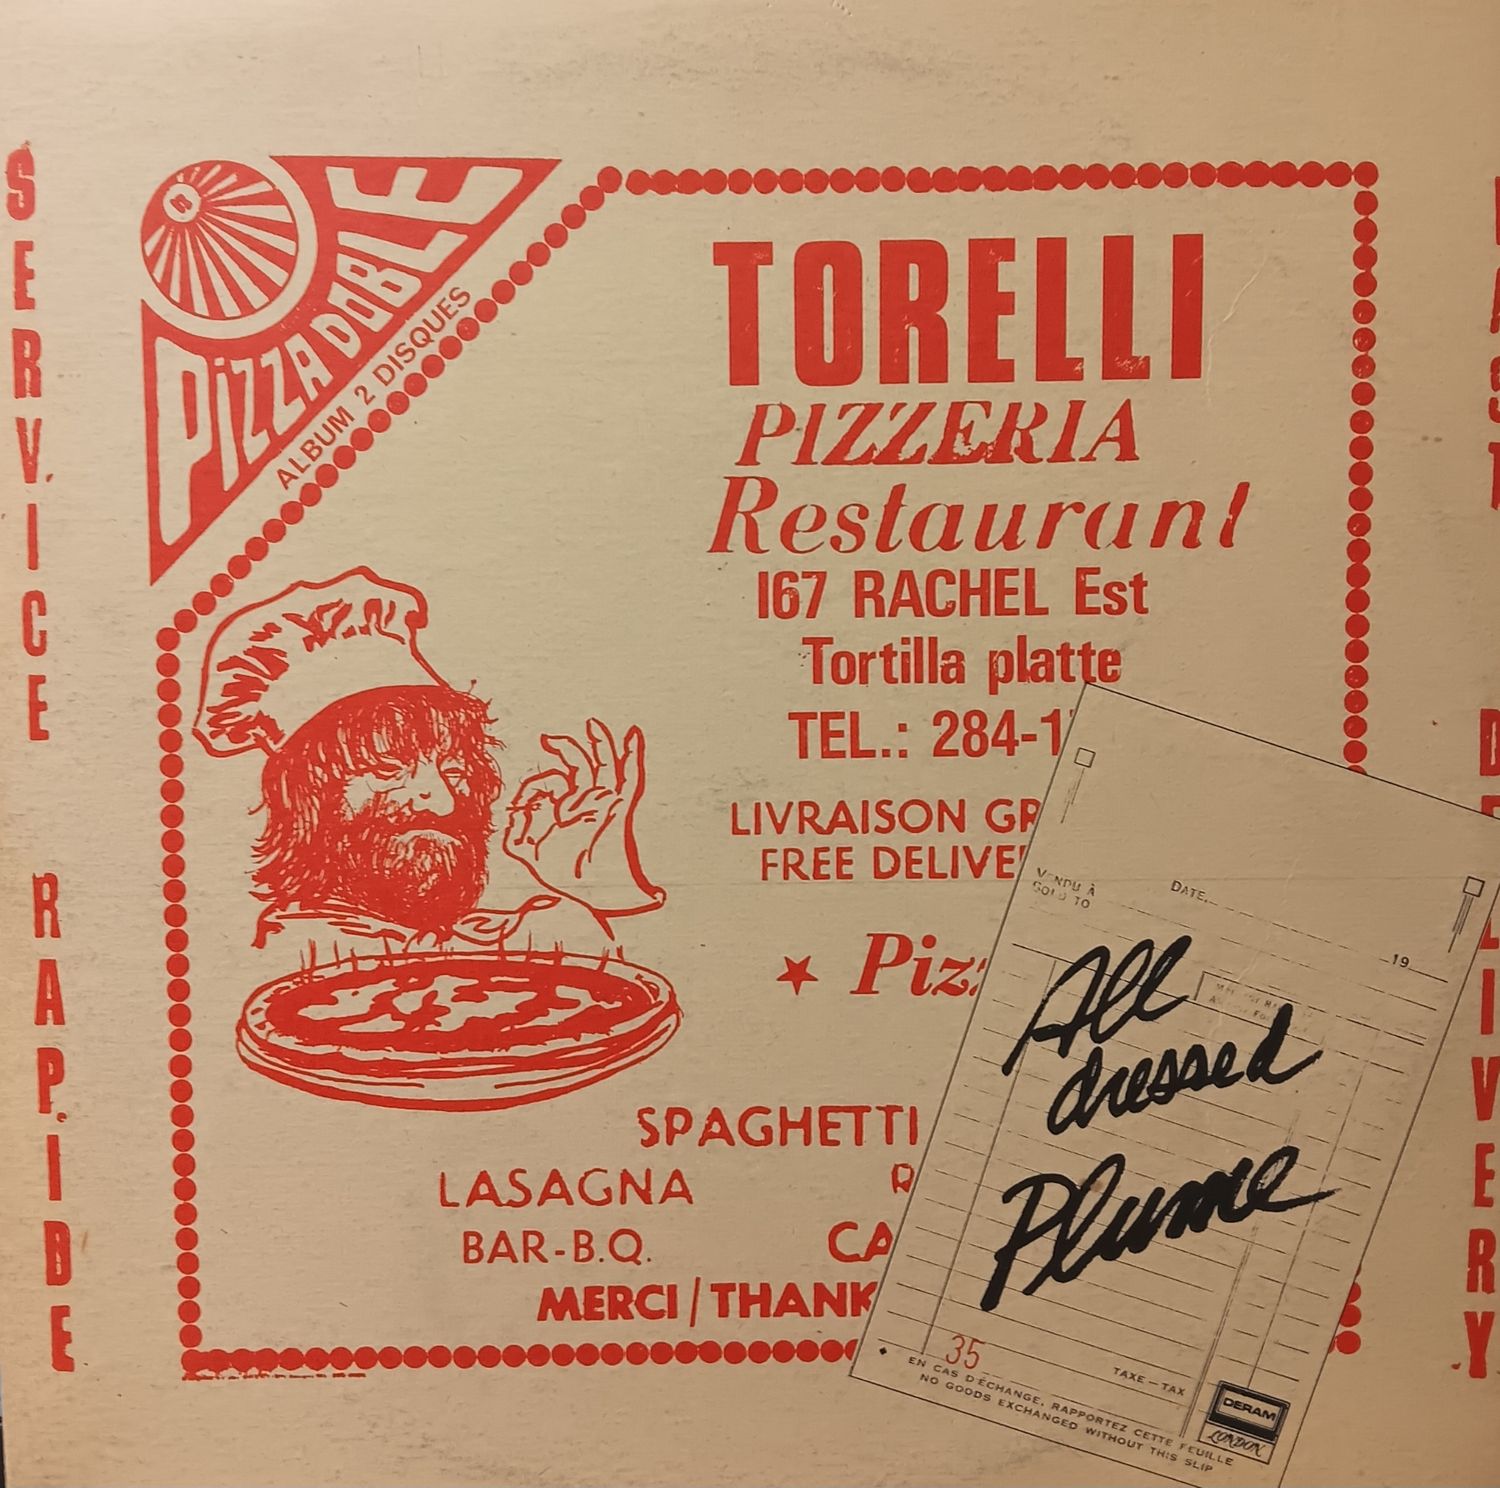 SERVICE RAPIDE
PIZZA DOBLE
ALBUM 2 DISQUES
TORELLI
PIZZERIA
Restaurant
167 RACHEL Est
Tortilla platte
TEL.: 284-1
LIVRAISON GR
FREE DELIVE
★ Piz
SPAGHETTI
LASAGNA R
BAR-B.Q. CA
MERCI/THANK
DELIVERY
VENDU À
SOLD TO
DATE
19
All
dressed
Plume
35
TAXE-TAX
EN CAS D'ÉCHANGE, RAPPORTEZ CETTE FEUILLE
NO GOODS EXCHANGED WITHOUT THIS SLIP
DERAM
LONDON